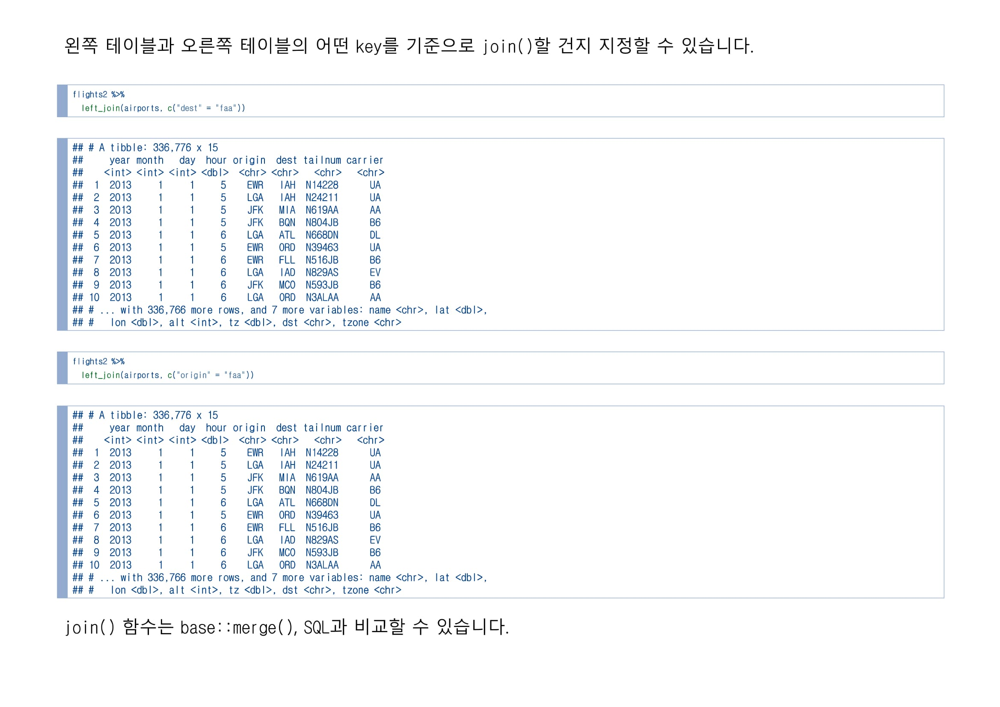 왼쪽 테이블과 오른쪽 테이블의 어떤 key를 기준으로 join()할 건지 지정할 수 있습니다.
flights2 %>%
  left_join(airports, c("dest" = "faa"))
## # A tibble: 336,776 x 15
##     year month   day  hour origin  dest tailnum carrier
##    <int> <int> <int> <dbl>  <chr> <chr>   <chr>   <chr>
##  1  2013     1     1     5    EWR   IAH  N14228      UA
##  2  2013     1     1     5    LGA   IAH  N24211      UA
##  3  2013     1     1     5    JFK   MIA  N619AA      AA
##  4  2013     1     1     5    JFK   BQN  N804JB      B6
##  5  2013     1     1     6    LGA   ATL  N668DN      DL
##  6  2013     1     1     5    EWR   ORD  N39463      UA
##  7  2013     1     1     6    EWR   FLL  N516JB      B6
##  8  2013     1     1     6    LGA   IAD  N829AS      EV
##  9  2013     1     1     6    JFK   MCO  N593JB      B6
## 10  2013     1     1     6    LGA   ORD  N3ALAA      AA
## # ... with 336,766 more rows, and 7 more variables: name <chr>, lat <dbl>,
## #   lon <dbl>, alt <int>, tz <dbl>, dst <chr>, tzone <chr>
flights2 %>%
  left_join(airports, c("origin" = "faa"))
## # A tibble: 336,776 x 15
##     year month   day  hour origin  dest tailnum carrier
##    <int> <int> <int> <dbl>  <chr> <chr>   <chr>   <chr>
##  1  2013     1     1     5    EWR   IAH  N14228      UA
##  2  2013     1     1     5    LGA   IAH  N24211      UA
##  3  2013     1     1     5    JFK   MIA  N619AA      AA
##  4  2013     1     1     5    JFK   BQN  N804JB      B6
##  5  2013     1     1     6    LGA   ATL  N668DN      DL
##  6  2013     1     1     5    EWR   ORD  N39463      UA
##  7  2013     1     1     6    EWR   FLL  N516JB      B6
##  8  2013     1     1     6    LGA   IAD  N829AS      EV
##  9  2013     1     1     6    JFK   MCO  N593JB      B6
## 10  2013     1     1     6    LGA   ORD  N3ALAA      AA
## # ... with 336,766 more rows, and 7 more variables: name <chr>, lat <dbl>,
## #   lon <dbl>, alt <int>, tz <dbl>, dst <chr>, tzone <chr>
join() 함수는 base::merge(), SQL과 비교할 수 있습니다.